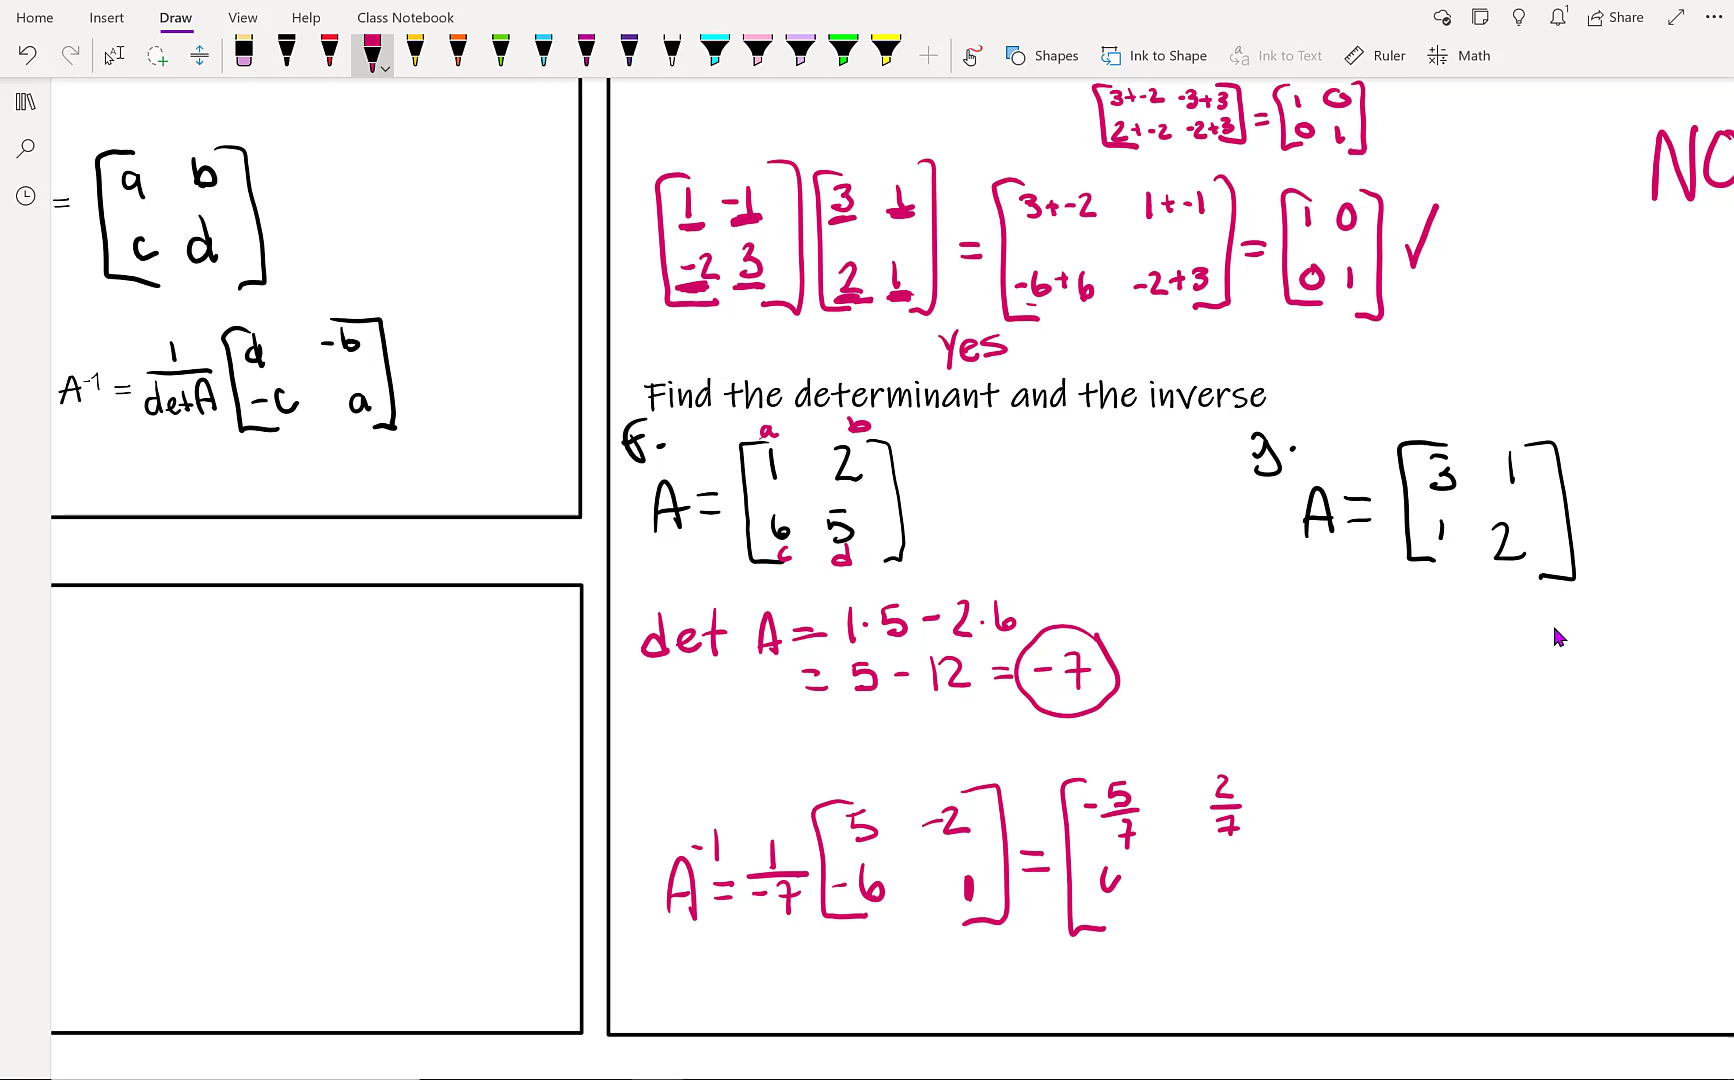 Home Insert Draw View Help Class Notebook Share
Shapes Ink to Shape Ink to Text Ruler Math
= [a b
c d]
A⁻¹ = 1/detA [d -b
-c a]
[3+-2 -3+3
2+-2 -2+3] = [1 0
0 1]
NO
[1 -1
-2 3] [3 1
2 1] = [3+-2 1+-1
-6+6 -2+3] = [1 0
0 1] ✓
Yes
Find the determinant and the inverse
f.
a b
A = [1 2
6 5]
c d
det A = 1·5 - 2·6
= 5 - 12 = -7
A⁻¹ = 1/-7 [5 -2
-6 1] = [-5/7 2/7
g.
A = [3 1
1 2]